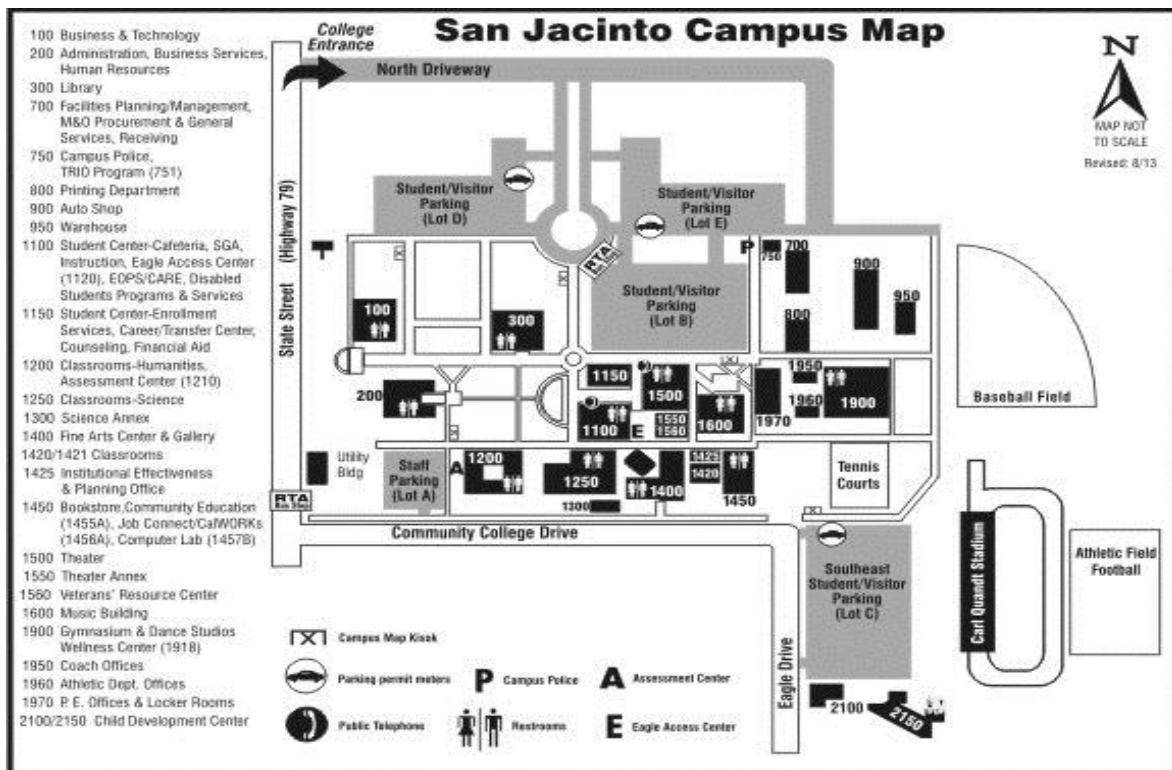 San Jacinto Campus Map
100 Business & Technology
200 Administration, Business Services,
Human Resources
300 Library
700 Facilities Planning/Management,
M&O Procurement & General
Services, Receiving
750 Campus Police,
TRIO Program (751)
800 Printing Department
900 Auto Shop
950 Warehouse
1100 Student Center-Cafeteria, SGA,
Instruction, Eagle Access Center
(1120), EOPS/CARE, Disabled
Students Programs & Services
1150 Student Center-Enrollment
Services, Career/Transfer Center,
Counseling, Financial Aid
1200 Classrooms-Humanities,
Assessment Center (1210)
1250 Classrooms-Science
1300 Science Annex
1400 Fine Arts Center & Gallery
1420/1421 Classrooms
1425 Institutional Effectiveness
& Planning Office
1450 Bookstore,Community Education
(1455A), Job Connect/CalWORKs
(1456A), Computer Lab (1457B)
1500 Theater
1550 Theater Annex
1560 Veterans' Resource Center
1600 Music Building
1900 Gymnasium & Dance Studios
Wellness Center (1918)
1950 Coach Offices
1960 Athletic Dept. Offices
1970 P.E. Offices & Locker Rooms
2100/2150 Child Development Center
College
Entrance
North Driveway
N
MAP NOT
TO SCALE
Revised: 8/13
State Street (Highway 79)
Student/Visitor
Parking
(Lot D)
Student/Visitor
Parking
(Lot E)
RTA
Bus Stop
Student/Visitor
Parking
(Lot B)
P
700
750
900
950
800
100
300
200
1150
1500
1100
E
1550
1560
1600
1970
1950
1960
1900
Baseball Field
Utility
Bldg
Staff
Parking
(Lot A)
A
1200
1250
1300
1400
1425
1420
1450
Tennis
Courts
RTA
Bus Stop
Community College Drive
Eagle Drive
Southeast
Student/Visitor
Parking
(Lot C)
Carl Quandt Stadium
Athletic Field
Football
2100
2150
Campus Map Kisok
Parking permit meters
P Campus Police
A Assessment Center
Public Telephone
Restrooms
E Eagle Access Center